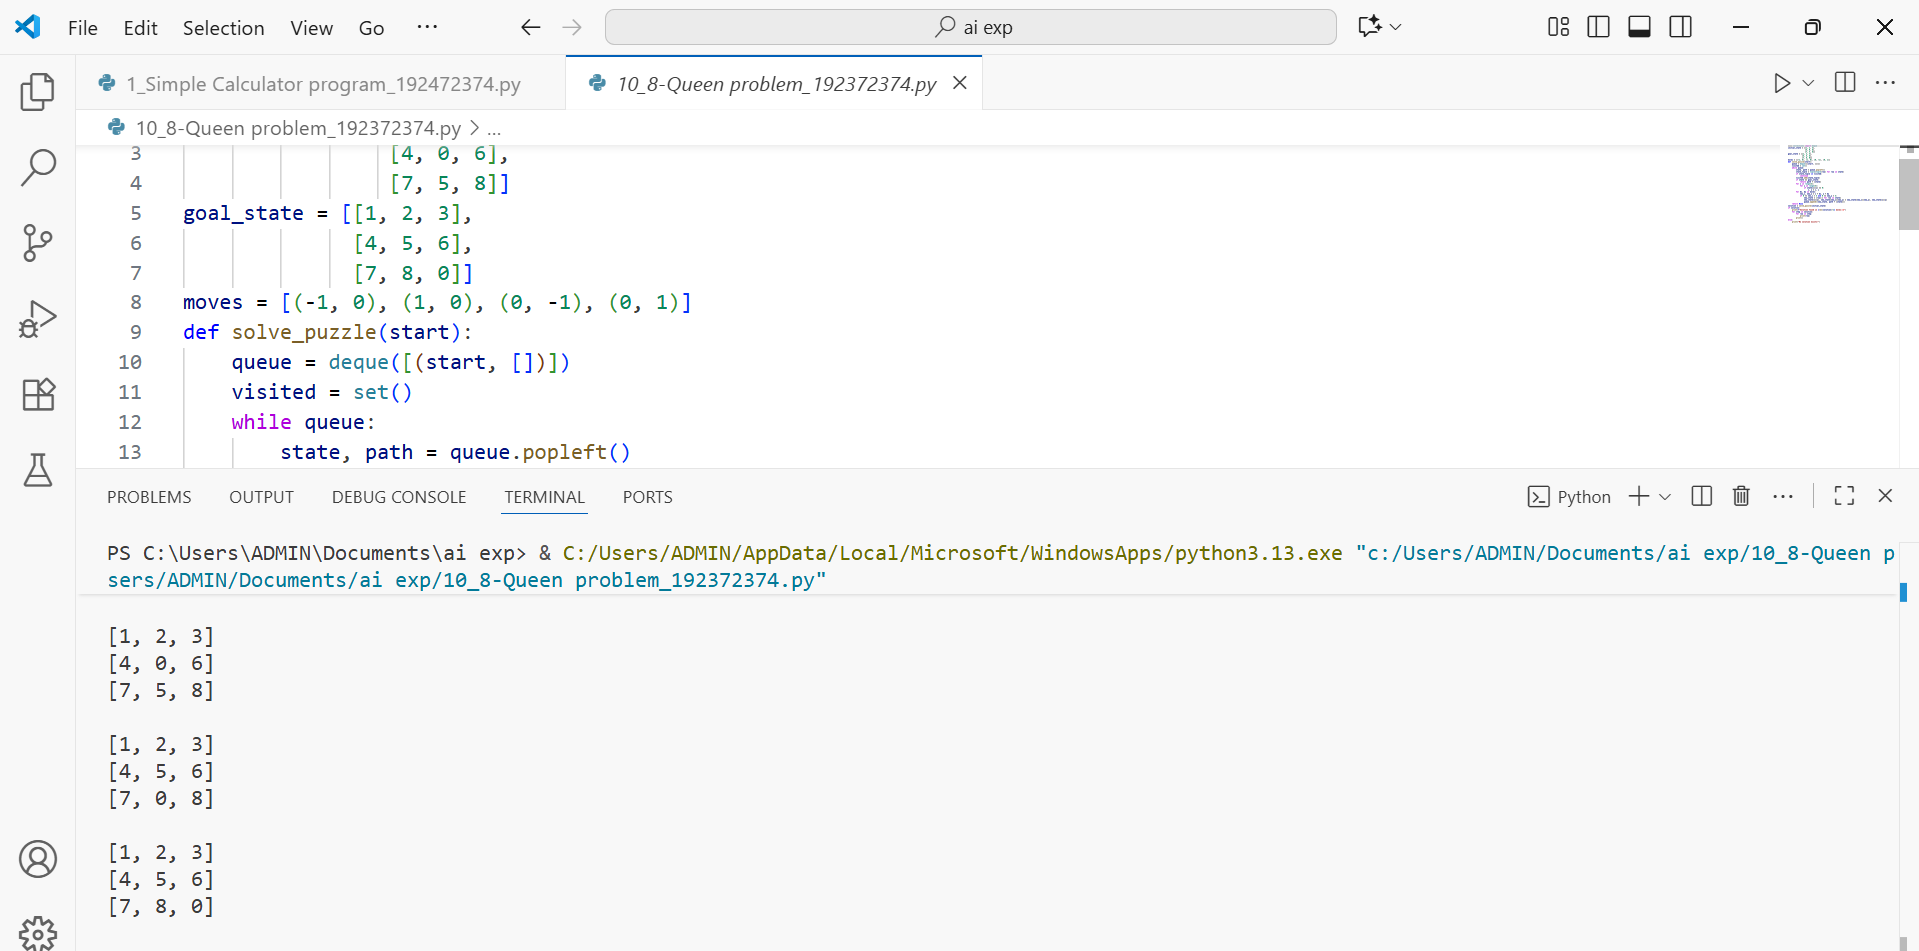 File Edit Selection View Go ···
ai exp
1_Simple Calculator program_192472374.py
10_8-Queen problem_192372374.py
10_8-Queen problem_192372374.py > ...
3 [4, 0, 6],
4 [7, 5, 8]]
5 goal_state = [[1, 2, 3],
6 [4, 5, 6],
7 [7, 8, 0]]
8 moves = [(-1, 0), (1, 0), (0, -1), (0, 1)]
9 def solve_puzzle(start):
10 queue = deque([(start, [])])
11 visited = set()
12 while queue:
13 state, path = queue.popleft()
PROBLEMS OUTPUT DEBUG CONSOLE TERMINAL PORTS
Python
PS C:\Users\ADMIN\Documents\ai exp> & C:/Users/ADMIN/AppData/Local/Microsoft/WindowsApps/python3.13.exe "c:/Users/ADMIN/Documents/ai exp/10_8-Queen p
sers/ADMIN/Documents/ai exp/10_8-Queen problem_192372374.py"
[1, 2, 3]
[4, 0, 6]
[7, 5, 8]
[1, 2, 3]
[4, 5, 6]
[7, 0, 8]
[1, 2, 3]
[4, 5, 6]
[7, 8, 0]